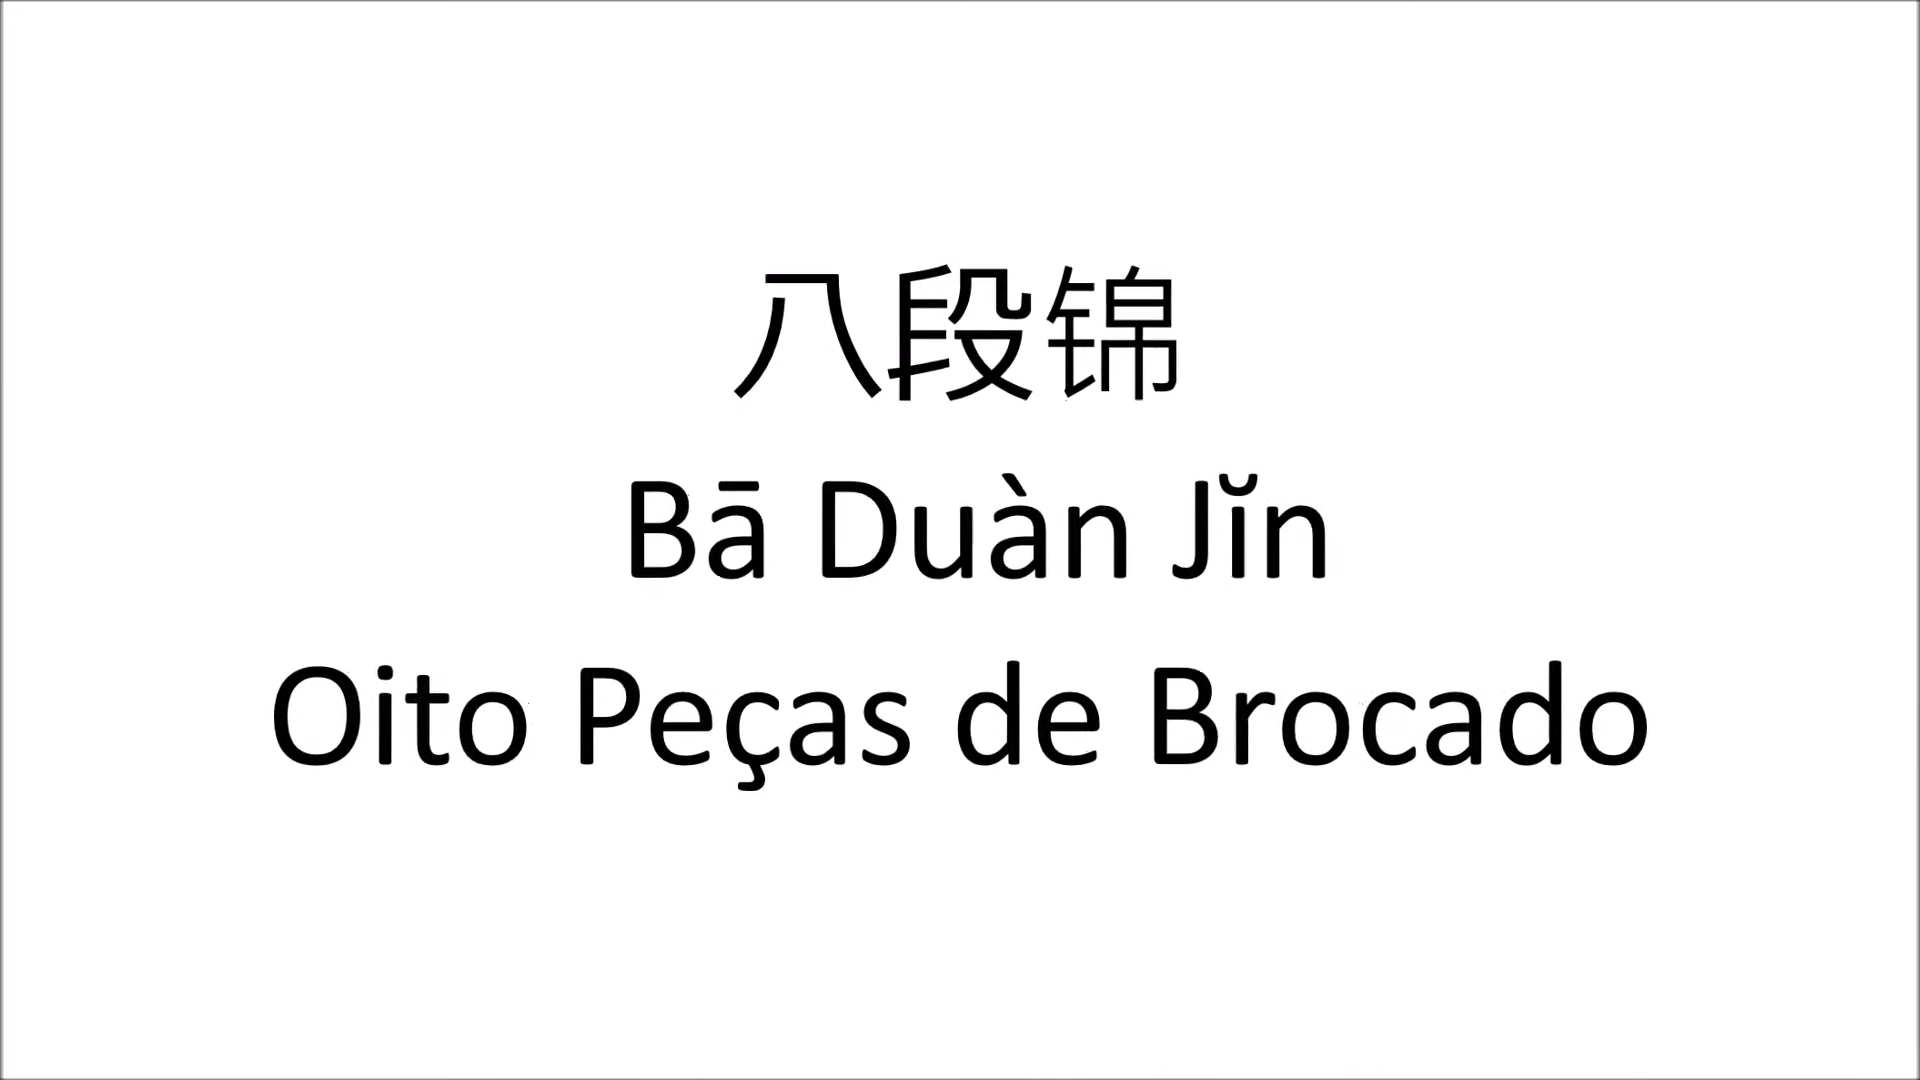 八段锦
Bā Duàn Jĭn
Oito Peças de Brocado